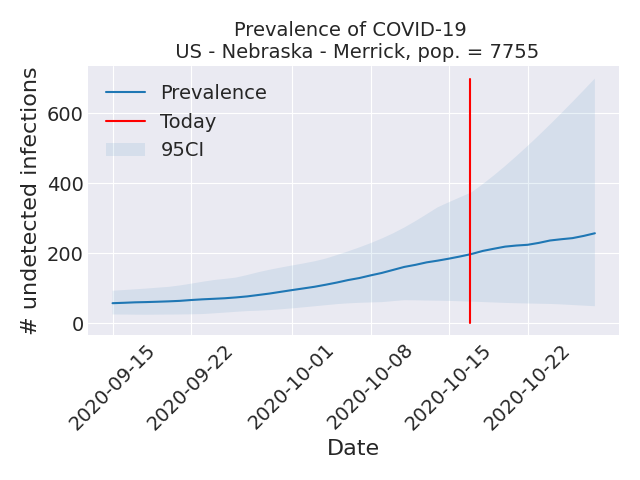 Prevalence of COVID-19
US - Nebraska - Merrick, pop. = 7755
# undetected infections
600
400
200
0
Prevalence
Today
95CI
2020-09-15
2020-09-22
2020-10-01
2020-10-08
2020-10-15
2020-10-22
Date